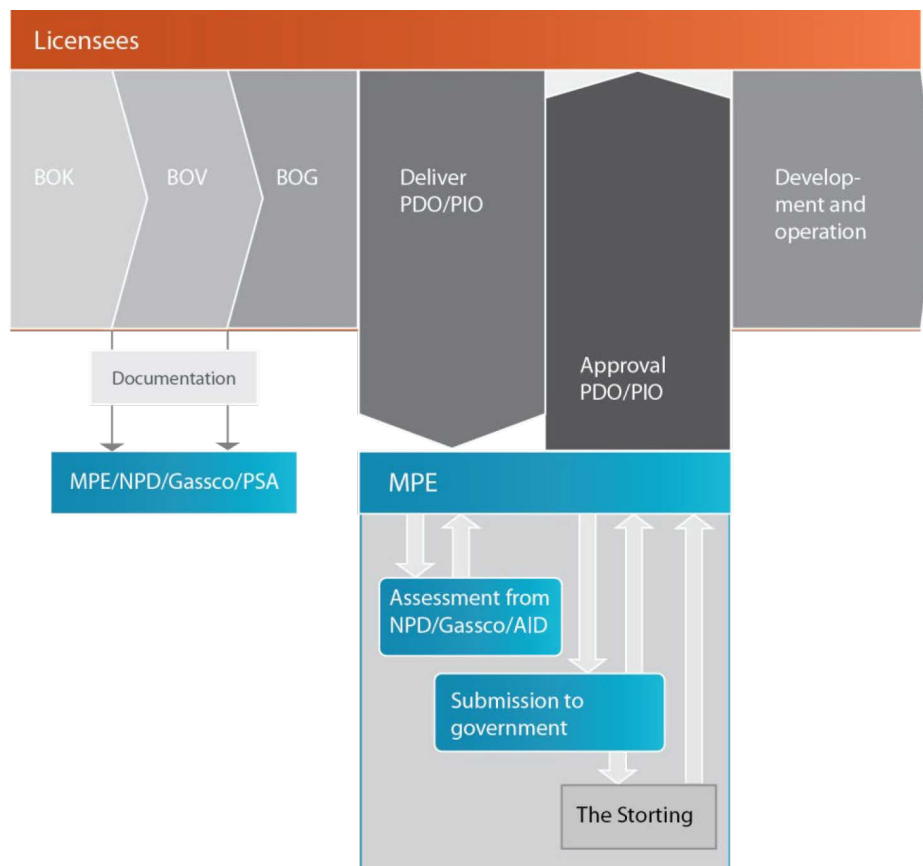 Licensees
BOK
BOV
BOG
Deliver
PDO/PIO
Develop-
ment and
operation
Approval
PDO/PIO
Documentation
MPE/NPD/Gassco/PSA
MPE
Assessment from
NPD/Gassco/AID
Submission to
government
The Storting